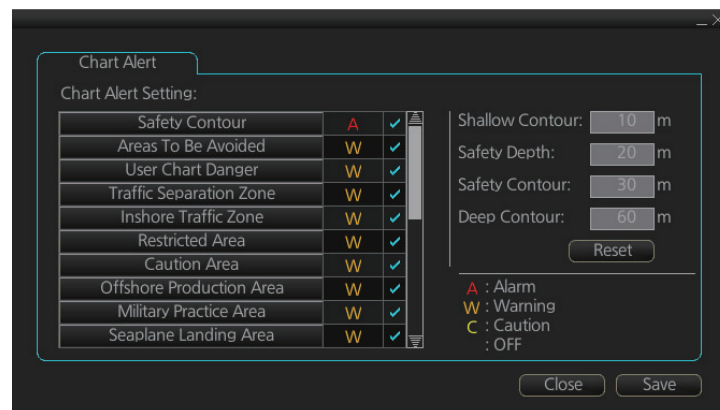 Chart Alert
Chart Alert Setting:
Safety Contour A
Areas To Be Avoided W
User Chart Danger W
Traffic Separation Zone W
Inshore Traffic Zone W
Restricted Area W
Caution Area W
Offshore Production Area W
Military Practice Area W
Seaplane Landing Area W
Shallow Contour: 10 m
Safety Depth: 20 m
Safety Contour: 30 m
Deep Contour: 60 m
Reset
A : Alarm
W : Warning
C : Caution
: OFF
Close Save